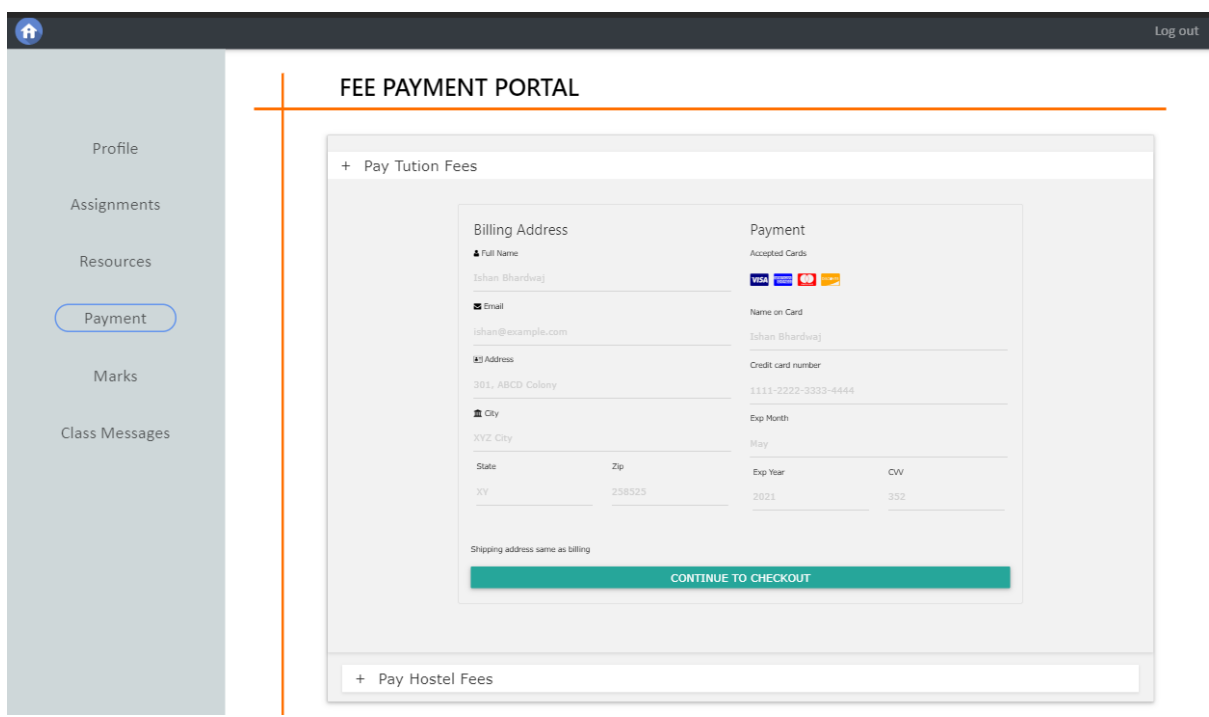 Log out
FEE PAYMENT PORTAL
Profile
Assignments
Resources
Payment
Marks
Class Messages
+ Pay Tution Fees
Billing Address
Full Name
Ishan Bhardwaj
Email
ishan@example.com
Address
301, ABCD Colony
City
XYZ City
State Zip
XY 258525
Payment
Accepted Cards
VISA
Name on Card
Ishan Bhardwaj
Credit card number
1111-2222-3333-4444
Exp Month
May
Exp Year CVV
2021 352
Shipping address same as billing
CONTINUE TO CHECKOUT
+ Pay Hostel Fees